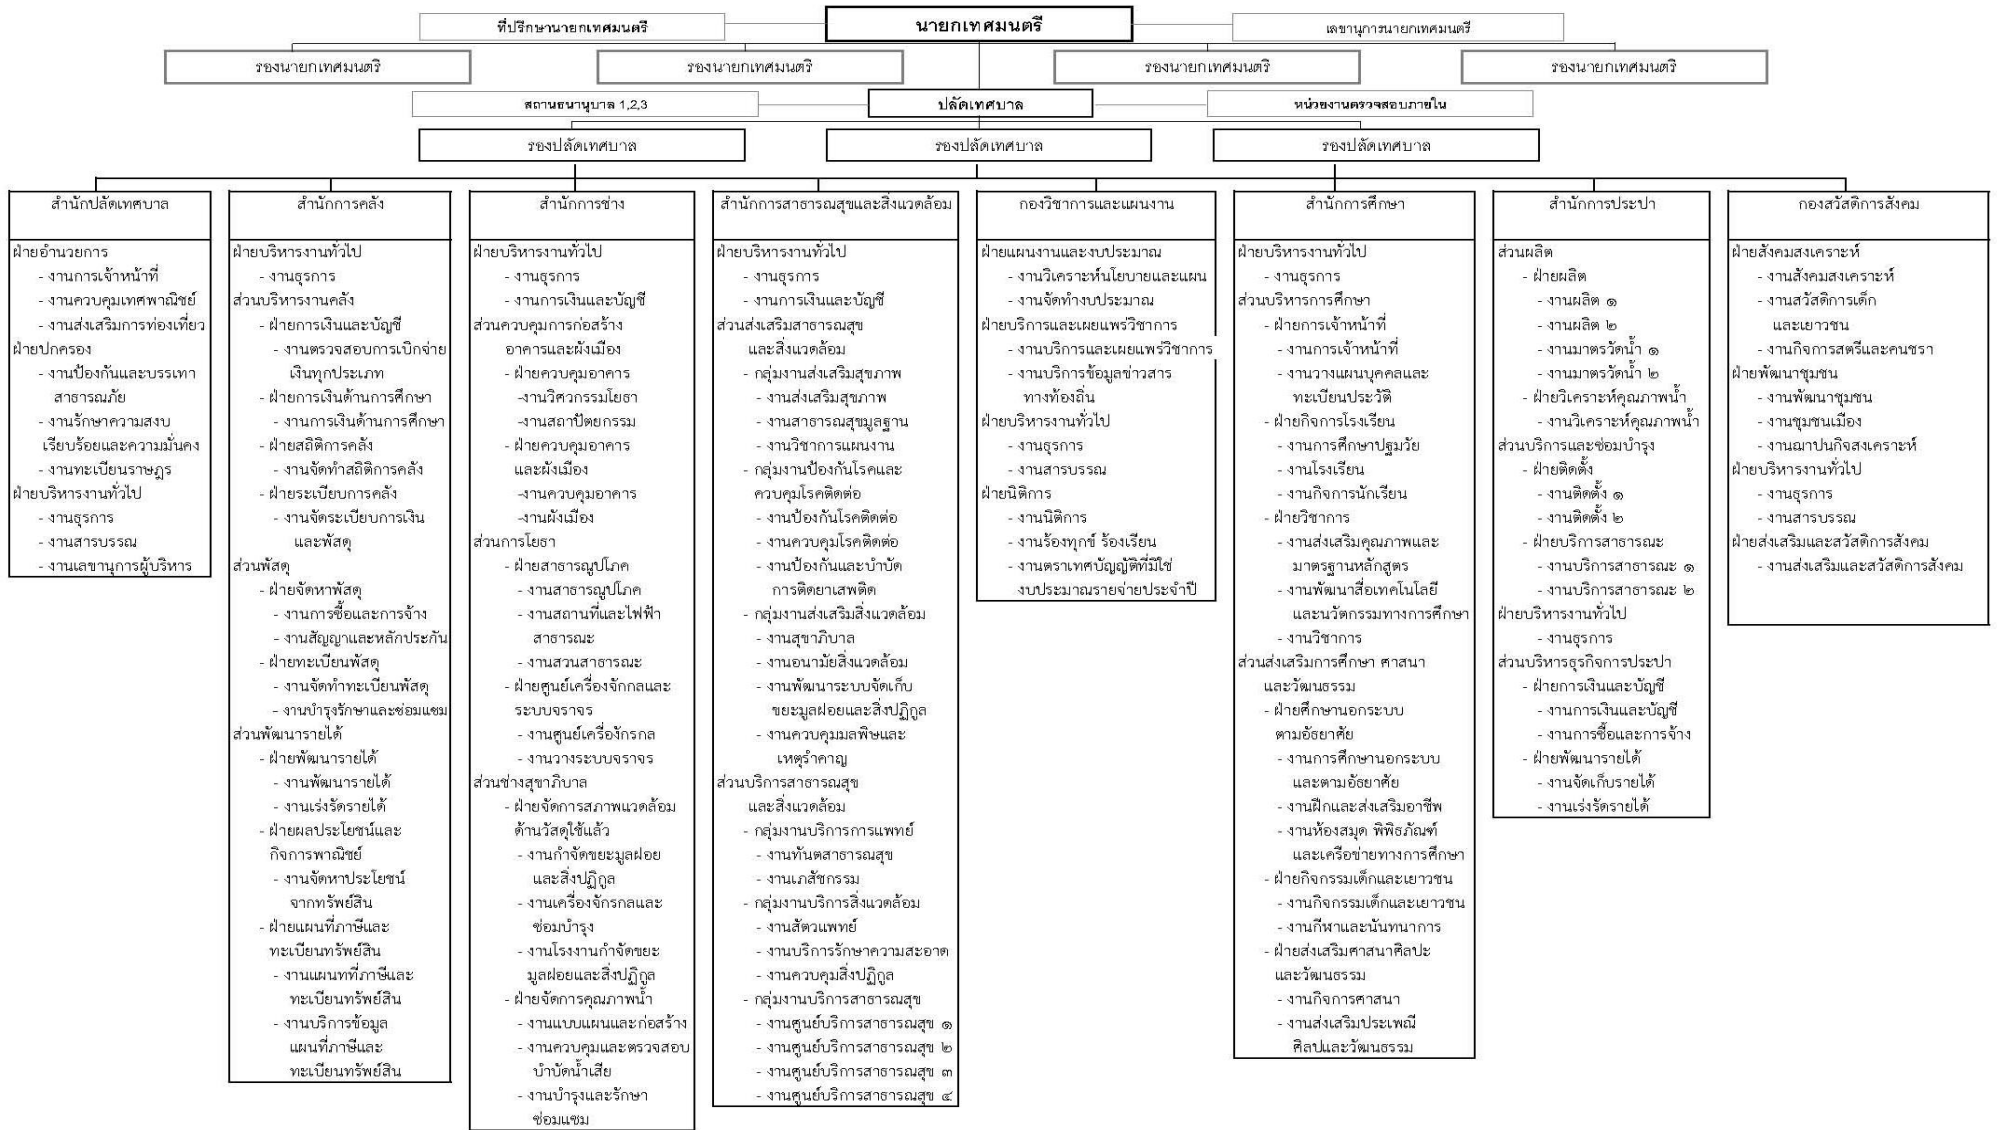 ที่ปรึกษานายกเทศมนตรี
นายกเทศมนตรี
เลขานุการนายกเทศมนตรี
รองนายกเทศมนตรี
รองนายกเทศมนตรี
รองนายกเทศมนตรี
รองนายกเทศมนตรี
สถานธนานุบาล 1,2,3
ปลัดเทศบาล
หน่วยงานตรวจสอบภายใน
รองปลัดเทศบาล
รองปลัดเทศบาล
รองปลัดเทศบาล
สำนักปลัดเทศบาล
ฝ่ายอำนวยการ
- งานการเจ้าหน้าที่
- งานควบคุมเทศพาณิชย์
- งานส่งเสริมการท่องเที่ยว
ฝ่ายปกครอง
- งานป้องกันและบรรเทา
สาธารณภัย
- งานรักษาความสงบ
เรียบร้อยและความมั่นคง
- งานทะเบียนราษฎร
ฝ่ายบริหารงานทั่วไป
- งานธุรการ
- งานสารบรรณ
- งานเลขานุการผู้บริหาร
สำนักการคลัง
ฝ่ายบริหารงานทั่วไป
- งานธุรการ
ส่วนบริหารงานคลัง
- ฝ่ายการเงินและบัญชี
- งานตรวจสอบการเบิกจ่าย
เงินทุกประเภท
- ฝ่ายการเงินด้านการศึกษา
- งานการเงินด้านการศึกษา
- ฝ่ายสถิติการคลัง
- งานจัดทำสถิติการคลัง
- ฝ่ายระเบียบการคลัง
- งานจัดระเบียบการเงิน
และพัสดุ
ส่วนพัสดุ
- ฝ่ายจัดหาพัสดุ
- งานการซื้อและการจ้าง
- งานสัญญาและหลักประกัน
- ฝ่ายทะเบียนพัสดุ
- งานจัดทำทะเบียนพัสดุ
- งานบำรุงรักษาและซ่อมแซม
ส่วนพัฒนารายได้
- ฝ่ายพัฒนารายได้
- งานพัฒนารายได้
- งานเร่งรัดรายได้
- ฝ่ายผลประโยชน์และ
กิจการพาณิชย์
- งานจัดหาประโยชน์
จากทรัพย์สิน
- ฝ่ายแผนที่ภาษีและ
ทะเบียนทรัพย์สิน
- งานแผนทที่ภาษีและ
ทะเบียนทรัพย์สิน
- งานบริการข้อมูล
แผนที่ภาษีและ
ทะเบียนทรัพย์สิน
สำนักการช่าง
ฝ่ายบริหารงานทั่วไป
- งานธุรการ
- งานการเงินและบัญชี
ส่วนควบคุมการก่อสร้าง
อาคารและผังเมือง
- ฝ่ายควบคุมอาคาร
-งานวิศวกรรมโยธา
-งานสถาปัตยกรรม
- ฝ่ายควบคุมอาคาร
และผังเมือง
-งานควบคุมอาคาร
-งานผังเมือง
ส่วนการโยธา
- ฝ่ายสาธารณูปโภค
- งานสาธารณูปโภค
- งานสถานที่และไฟฟ้า
สาธารณะ
- งานสวนสาธารณะ
- ฝ่ายศูนย์เครื่องจักกลและ
ระบบจราจร
- งานศูนย์เครื่องักรกล
- งานวางระบบจราจร
ส่วนช่างสุขาภิบาล
- ฝ่ายจัดการสภาพแวดล้อม
ด้านวัสดุใช้แล้ว
- งานกำจัดขยะมูลฝอย
และสิ่งปฏิกูล
- งานเครื่องจักรกลและ
ซ่อมบำรุง
- งานโรงงานกำจัดขยะ
มูลฝอยและสิ่งปฏิกูล
- ฝ่ายจัดการคุณภาพน้ำ
- งานแบบแผนและก่อสร้าง
- งานควบคุมและตรวจสอบ
บำบัดน้ำเสีย
- งานบำรุงและรักษา
ซ่อมแซม
สำนักการสาธารณสุขและสิ่งแวดล้อม
ฝ่ายบริหารงานทั่วไป
- งานธุรการ
- งานการเงินและบัญชี
ส่วนส่งเสริมสาธารณสุข
และสิ่งแวดล้อม
- กลุ่มงานส่งเสริมสุขภาพ
- งานส่งเสริมสุขภาพ
- งานสาธารณสุขมูลฐาน
- งานวิชาการแผนงาน
- กลุ่มงานป้องกันโรคและ
ควบคุมโรคติดต่อ
- งานป้องกันโรคติดต่อ
- งานควบคุมโรคติดต่อ
- งานป้องกันและบำบัด
การติดยาเสพติด
- กลุ่มงานส่งเสริมสิ่งแวดล้อม
- งานสุขาภิบาล
- งานอนามัยสิ่งแวดล้อม
- งานพัฒนาระบบจัดเก็บ
ขยะมูลฝอยและสิ่งปฏิกูล
- งานควบคุมมลพิษและ
เหตุรำคาญ
ส่วนบริการสาธารณสุข
และสิ่งแวดล้อม
- กลุ่มงานบริการการแพทย์
- งานทันตสาธารณสุข
- งานเภสัชกรรม
- กลุ่มงานบริการสิ่งแวดล้อม
- งานสัตวแพทย์
- งานบริการรักษาความสะอาด
- งานควบคุมสิ่งปฏิกูล
- กลุ่มงานบริการสาธารณสุข
- งานศูนย์บริการสาธารณสุข ๑
- งานศูนย์บริการสาธารณสุข ๒
- งานศูนย์บริการสาธารณสุข ๓
- งานศูนย์บริการสาธารณสุข ๔
กองวิชาการและแผนงาน
ฝ่ายแผนงานและงบประมาณ
- งานวิเคราะห์นโยบายและแผน
- งานจัดทำงบประมาณ
ฝ่ายบริการและเผยแพร่วิชาการ
- งานบริการและเผยแพร่วิชาการ
- งานบริการข้อมูลข่าวสาร
ทางท้องถิ่น
ฝ่ายบริหารงานทั่วไป
- งานธุรการ
- งานสารบรรณ
ฝ่ายนิติการ
- งานนิติการ
- งานร้องทุกข์ ร้องเรียน
- งานตราเทศบัญญัติที่มิใช่
งบประมาณรายจ่ายประจำปี
สำนักการศึกษา
ฝ่ายบริหารงานทั่วไป
- งานธุรการ
ส่วนบริหารการศึกษา
- ฝ่ายการเจ้าหน้าที่
- งานการเจ้าหน้าที่
- งานวางแผนบุคคลและ
ทะเบียนประวัติ
- ฝ่ายกิจการโรงเรียน
- งานการศึกษาปฐมวัย
- งานโรงเรียน
- งานกิจการนักเรียน
- ฝ่ายวิชาการ
- งานส่งเสริมคุณภาพและ
มาตรฐานหลักสูตร
- งานพัฒนาสื่อเทคโนโลยี
และนวัตกรรมทางการศึกษา
- งานวิชาการ
ส่วนส่งเสริมการศึกษา ศาสนา
และวัฒนธรรม
- ฝ่ายศึกษานอกระบบ
ตามอัธยาศัย
- งานการศึกษานอกระบบ
และตามอัธยาศัย
- งานฝึกและส่งเสริมอาชีพ
- งานห้องสมุด พิพิธภัณฑ์
และเครือข่ายทางการศึกษา
- ฝ่ายกิจกรรมเด็กและเยาวชน
- งานกิจกรรมเด็กและเยาวชน
- งานกีฬาและนันทนาการ
- ฝ่ายส่งเสริมศาสนาศิลปะ
และวัฒนธรรม
- งานกิจการศาสนา
- งานส่งเสริมประเพณี
ศิลปและวัฒนธรรม
สำนักการประปา
ส่วนผลิต
- ฝ่ายผลิต
- งานผลิต ๑
- งานผลิต ๒
- งานมาตรวัดน้ำ ๑
- งานมาตรวัดน้ำ ๒
- ฝ่ายวิเคราะห์คุณภาพน้ำ
- งานวิเคราะห์คุณภาพน้ำ
ส่วนบริการและซ่อมบำรุง
- ฝ่ายติดตั้ง
- งานติดตั้ง ๑
- งานติดตั้ง ๒
- ฝ่ายบริการสาธารณะ
- งานบริการสาธารณะ ๑
- งานบริการสาธารณะ ๒
ฝ่ายบริหารงานทั่วไป
- งานธุรการ
ส่วนบริหารธุรกิจการประปา
- ฝ่ายการเงินและบัญชี
- งานการเงินและบัญชี
- งานการซื้อและการจ้าง
- ฝ่ายพัฒนารายได้
- งานจัดเก็บรายได้
- งานเร่งรัดรายได้
กองสวัสดิการสังคม
ฝ่ายสังคมสงเคราะห์
- งานสังคมสงเคราะห์
- งานสวัสดิการเด็ก
และเยาวชน
- งานกิจการสตรีและคนชรา
ฝ่ายพัฒนาชุมชน
- งานพัฒนาชุมชน
- งานชุมชนเมือง
- งานฌาปนกิจสงเคราะห์
ฝ่ายบริหารงานทั่วไป
- งานธุรการ
- งานสารบรรณ
ฝ่ายส่งเสริมและสวัสดิการสังคม
- งานส่งเสริมและสวัสดิการสังคม